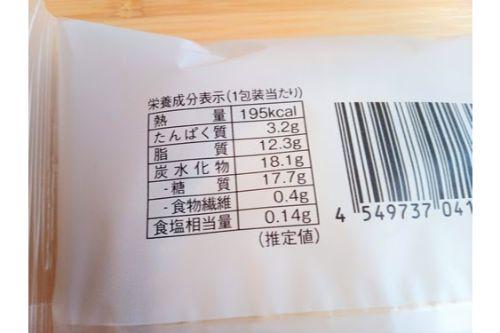 栄養成分表示(1包装当たり)
熱量 195kcal
たんぱく質 3.2g
脂質 12.3g
炭水化物 18.1g
-糖質 17.7g
-食物繊維 0.4g
食塩相当量 0.14g
(推定値)
4 549737 041